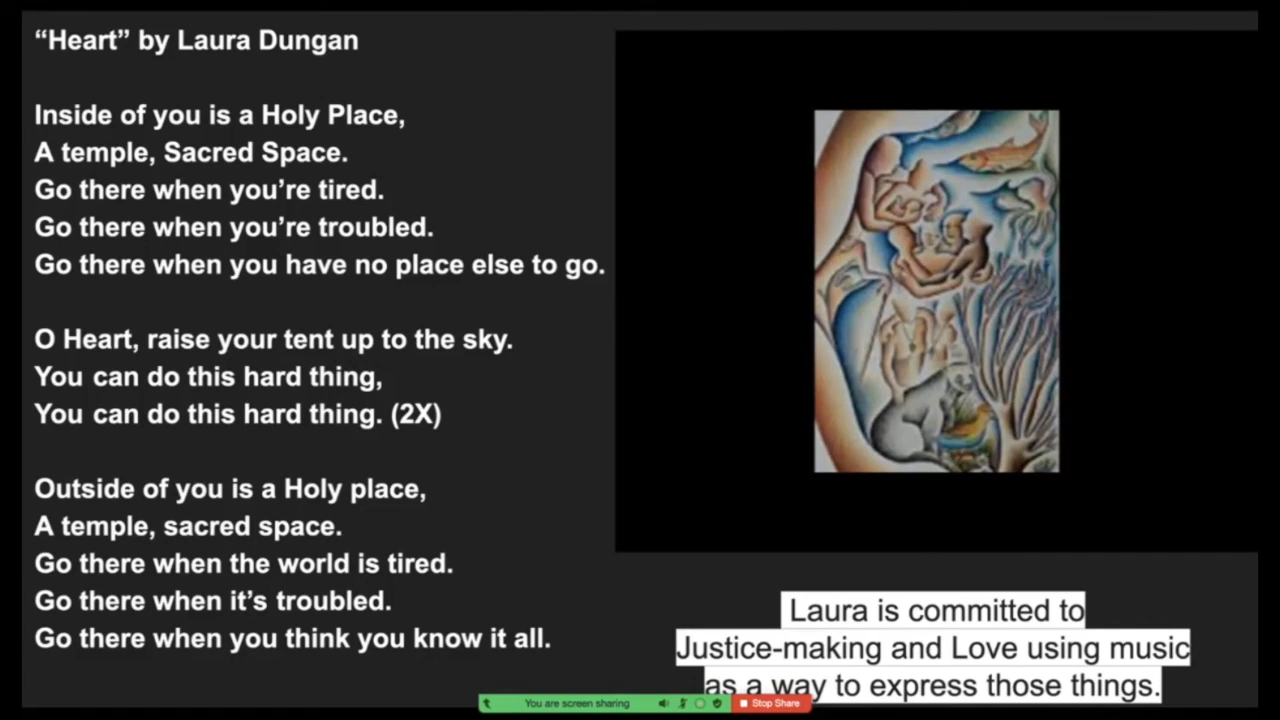 “Heart” by Laura Dungan
Inside of you is a Holy Place,
A temple, Sacred Space.
Go there when you’re tired.
Go there when you’re troubled.
Go there when you have no place else to go.
O Heart, raise your tent up to the sky.
You can do this hard thing,
You can do this hard thing. (2X)
Outside of you is a Holy place,
A temple, sacred space.
Go there when the world is tired.
Go there when it’s troubled.
Go there when you think you know it all.
Laura is committed to
Justice-making and Love using music
as a way to express those things.
You are screen sharing
Stop Share